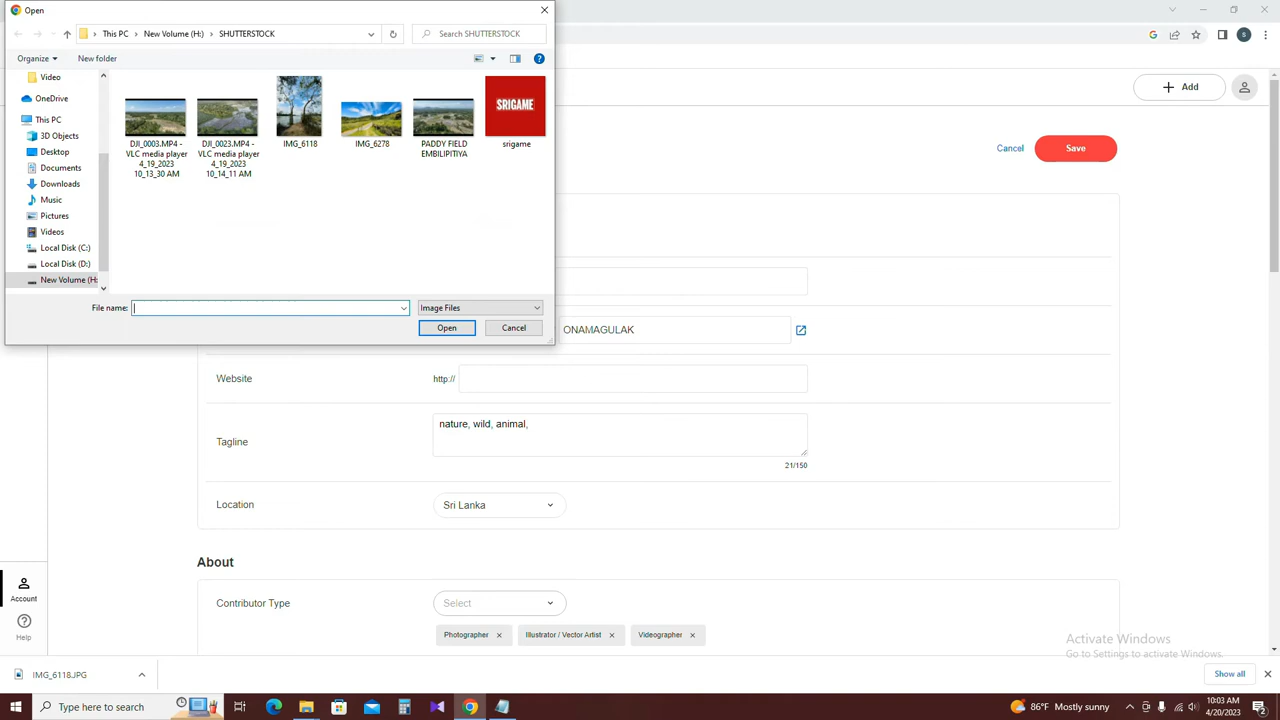 Open
This PC > New Volume (H:) > SHUTTERSTOCK
Search SHUTTERSTOCK
Organize
New folder
Video
OneDrive
This PC
3D Objects
Desktop
Documents
Downloads
Music
Pictures
Videos
Local Disk (C:)
Local Disk (D:)
New Volume (H:
SRIGAME
DJI_0003.MP4 -
VLC media player
4_19_2023
10_13_30 AM
DJI_0023.MP4 -
VLC media player
4_19_2023
10_14_11 AM
IMG_6118
IMG_6278
PADDY FIELD
EMBILIPITIYA
srigame
File name:
Image Files
Open
Cancel
S
Add
Cancel
Save
ONAMAGULAK
Website
http://
Tagline
nature, wild, animal,
21/150
Location
Sri Lanka
About
Contributor Type
Select
Photographer ×
Illustrator / Vector Artist ×
Videographer ×
Account
Help
Activate Windows
Go to Settings to activate Windows.
IMG_6118.JPG
Show all
Type here to search
86°F Mostly sunny
10:03 AM
4/20/2023
2